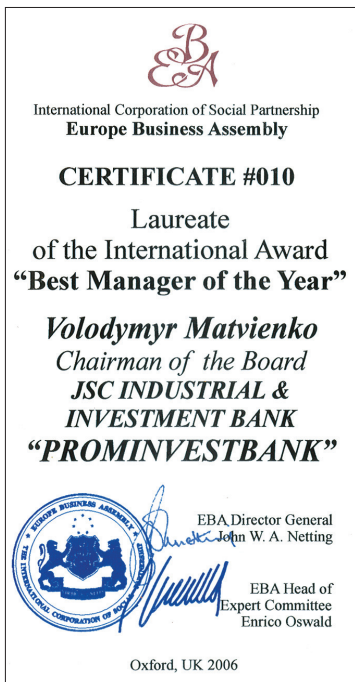 EBA
International Corporation of Social Partnership
Europe Business Assembly
CERTIFICATE #010
Laureate
of the International Award
“Best Manager of the Year”
Volodymyr Matvienko
Chairman of the Board
JSC INDUSTRIAL &
INVESTMENT BANK
“PROMINVESTBANK”
EUROPE BUSINESS ASSEMBLY
THE INTERNATIONAL CORPORATION OF SOCIAL PARTNERSHIP
EBA Director General
John W. A. Netting
EBA Head of
Expert Committee
Enrico Oswald
Oxford, UK 2006